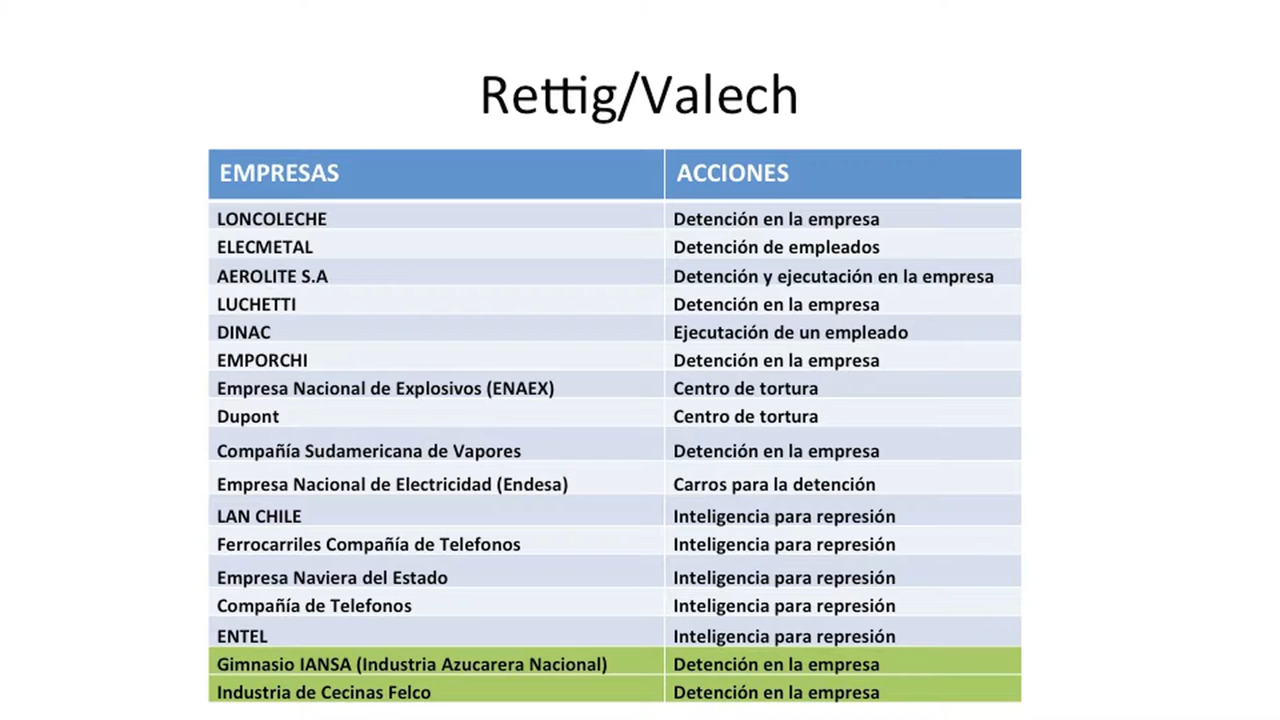 Rettig/Valech
EMPRESAS ACCIONES
LONCOLECHE Detención en la empresa
ELECMETAL Detención de empleados
AEROLITE S.A Detención y ejecutación en la empresa
LUCHETTI Detención en la empresa
DINAC Ejecutación de un empleado
EMPORCHI Detención en la empresa
Empresa Nacional de Explosivos (ENAEX) Centro de tortura
Dupont Centro de tortura
Compañía Sudamericana de Vapores Detención en la empresa
Empresa Nacional de Electricidad (Endesa) Carros para la detención
LAN CHILE Inteligencia para represión
Ferrocarriles Compañía de Telefonos Inteligencia para represión
Empresa Naviera del Estado Inteligencia para represión
Compañía de Telefonos Inteligencia para represión
ENTEL Inteligencia para represión
Gimnasio IANSA (Industria Azucarera Nacional) Detención en la empresa
Industria de Cecinas Felco Detención en la empresa